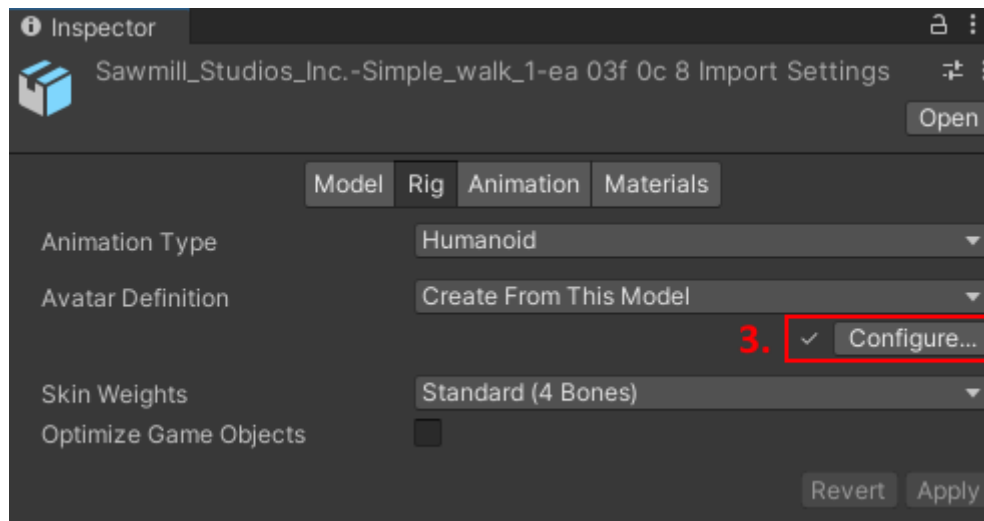 Inspector
Sawmill_Studios_Inc.-Simple_walk_1-ea 03f 0c 8 Import Settings
Open
Model Rig Animation Materials
Animation Type Humanoid
Avatar Definition Create From This Model
3. Configure...
Skin Weights Standard (4 Bones)
Optimize Game Objects
Revert Apply